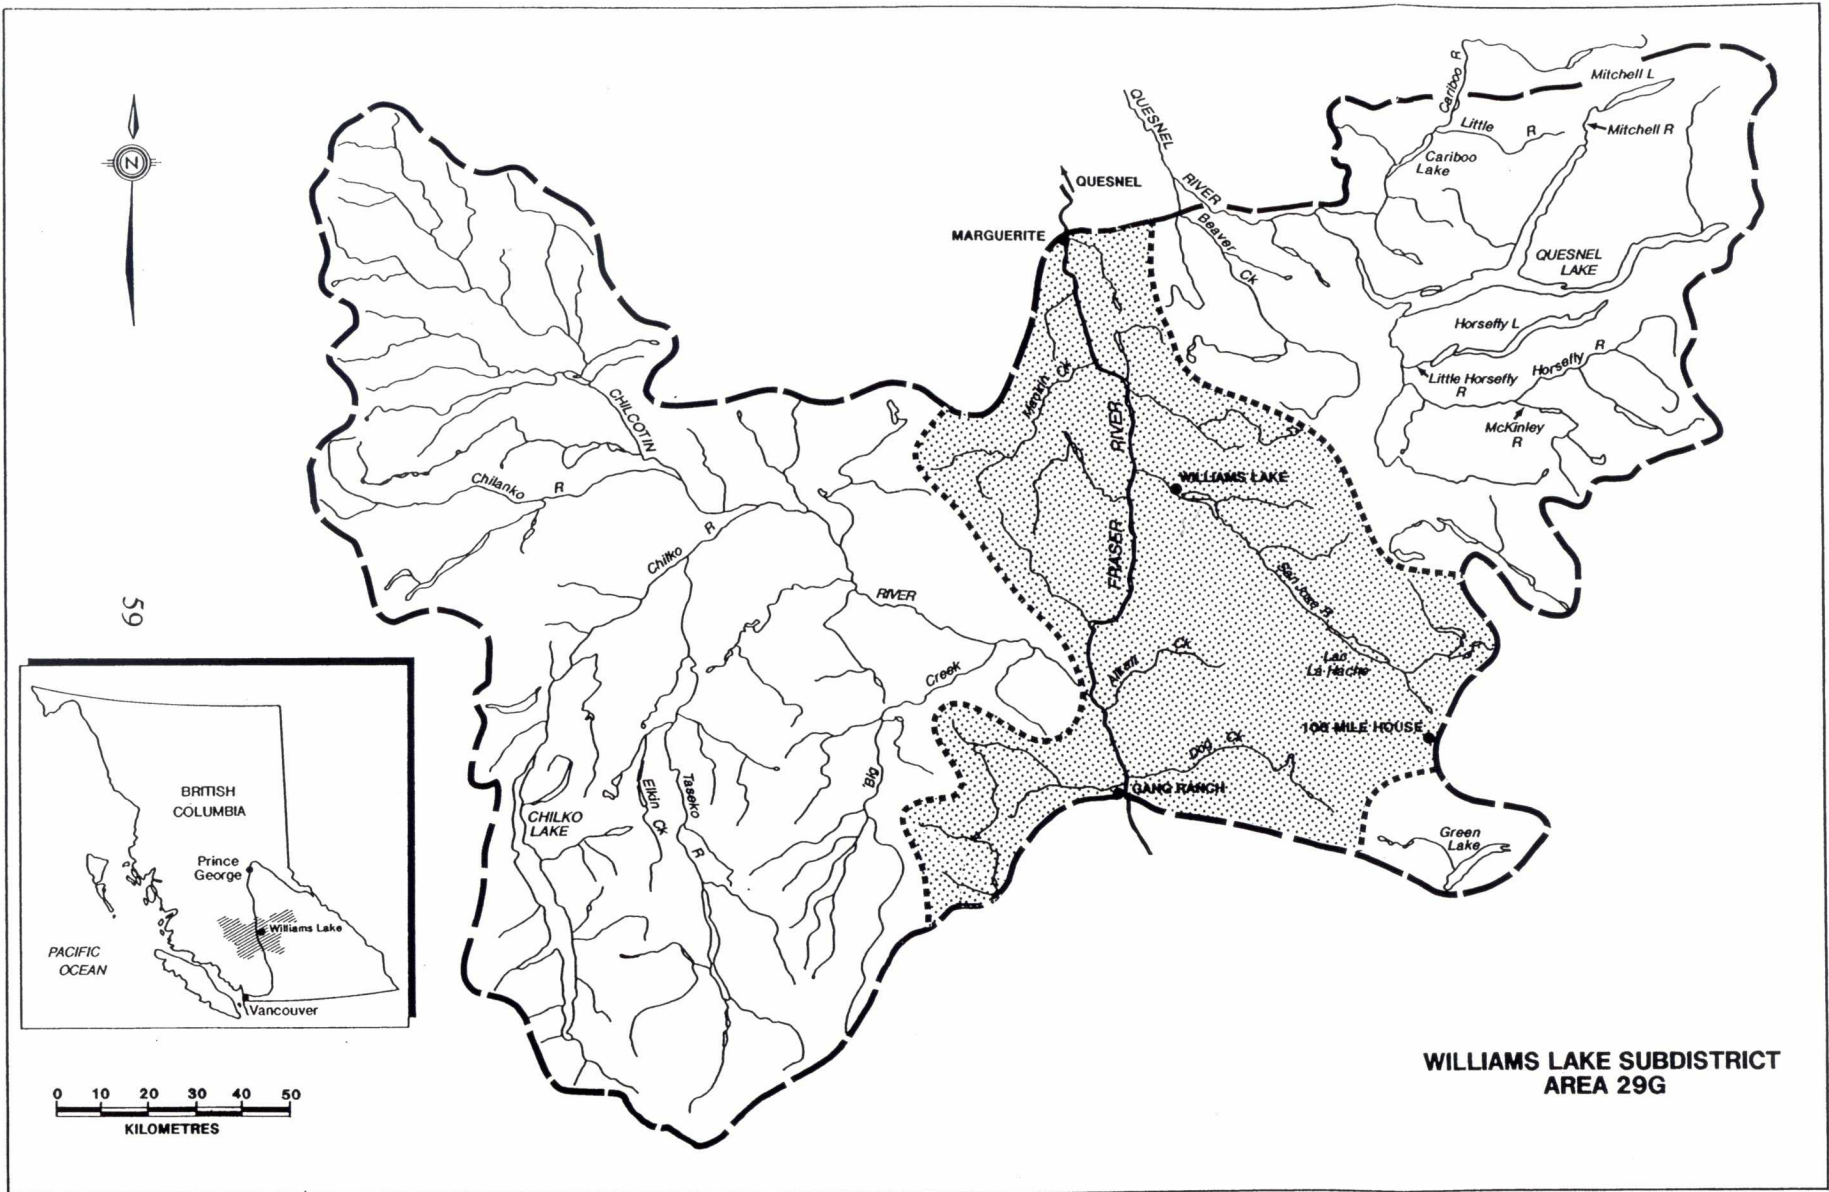 Cariboo R
Mitchell L
Little R
Mitchell R
Cariboo
Lake
QUESNEL
RIVER
QUESNEL
MARGUERITE
Beaver
Ck
QUESNEL
LAKE
Horsefly L
Horsefly R
Little Horsefly
R
McKinley
R
CHILCOTIN
RIVER
Chilanko R
Chilko R
Ck
FRASER RIVER
WILLIAMS LAKE
San Jose R
Lac
La Hache
Alkali Ck
100 MILE HOUSE
Dog Ck
GANG RANCH
Green
Lake
Big
Creek
CHILKO
LAKE
Elkin Ck
Taseko R
59
N
BRITISH
COLUMBIA
Prince
George
Williams Lake
PACIFIC
OCEAN
Vancouver
0 10 20 30 40 50
KILOMETRES
WILLIAMS LAKE SUBDISTRICT
AREA 29G